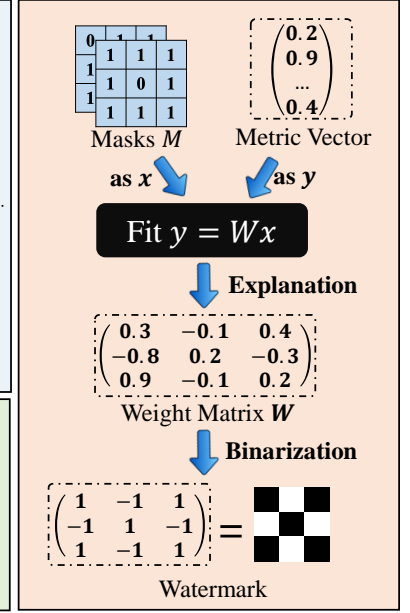 0 1 1
1
1
1 1 1
1 0 1
1 1 1
0.2
0.9
...
0.4
Masks M
Metric Vector
as x
as y
Fit y = Wx
Explanation
0.3 −0.1 0.4
−0.8 0.2 −0.3
0.9 −0.1 0.2
Weight Matrix W
Binarization
1 −1 1
−1 1 −1
1 −1 1
=
Watermark